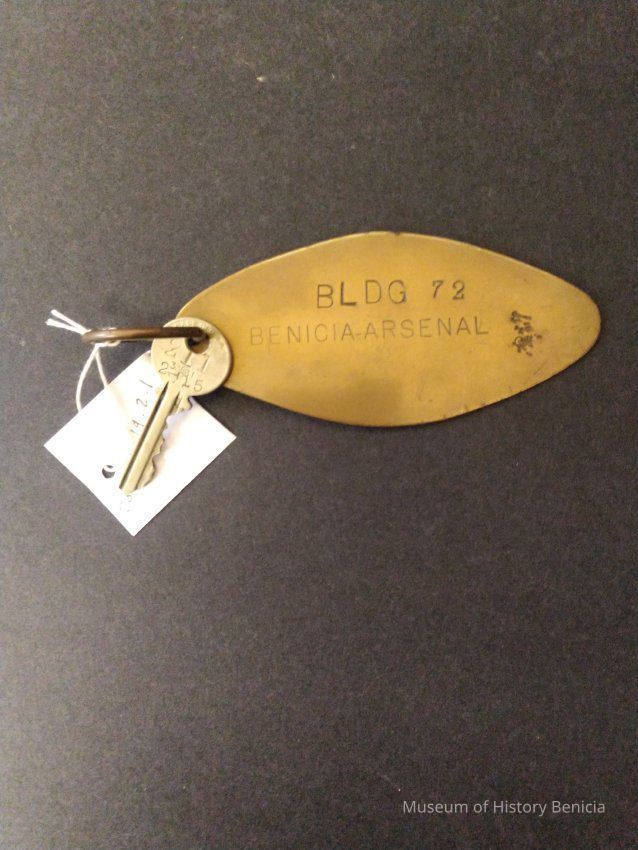 BLDG 72
BENICIA-ARSENAL
Museum of History Benicia